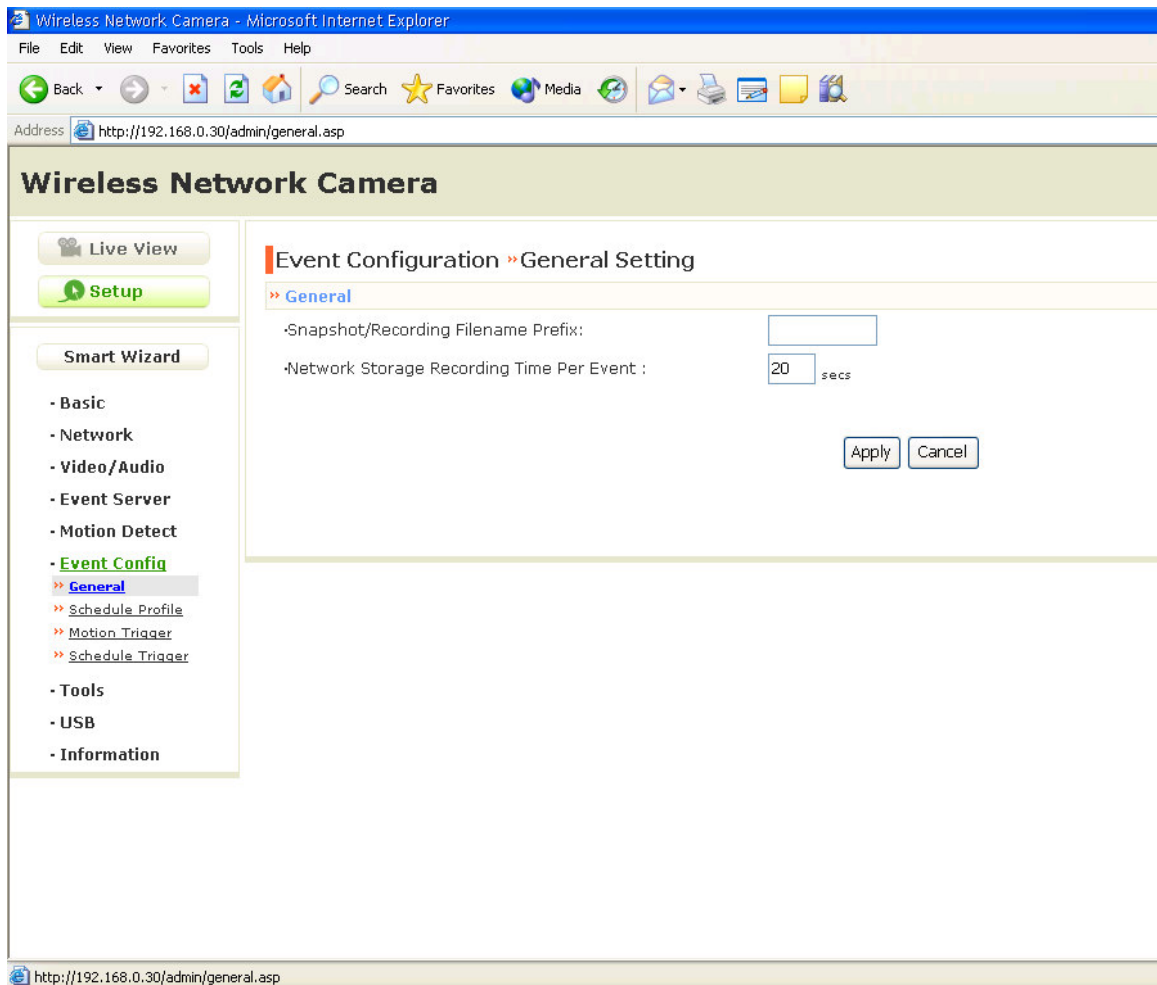 Wireless Network Camera - Microsoft Internet Explorer
File Edit View Favorites Tools Help
Back Search Favorites Media
Address http://192.168.0.30/admin/general.asp
Wireless Network Camera
Live View
Setup
Smart Wizard
- Basic
- Network
- Video/Audio
- Event Server
- Motion Detect
- Event Config
» General
» Schedule Profile
» Motion Trigger
» Schedule Trigger
- Tools
- USB
- Information
Event Configuration »General Setting
» General
·Snapshot/Recording Filename Prefix:
·Network Storage Recording Time Per Event : 20 secs
Apply Cancel
http://192.168.0.30/admin/general.asp